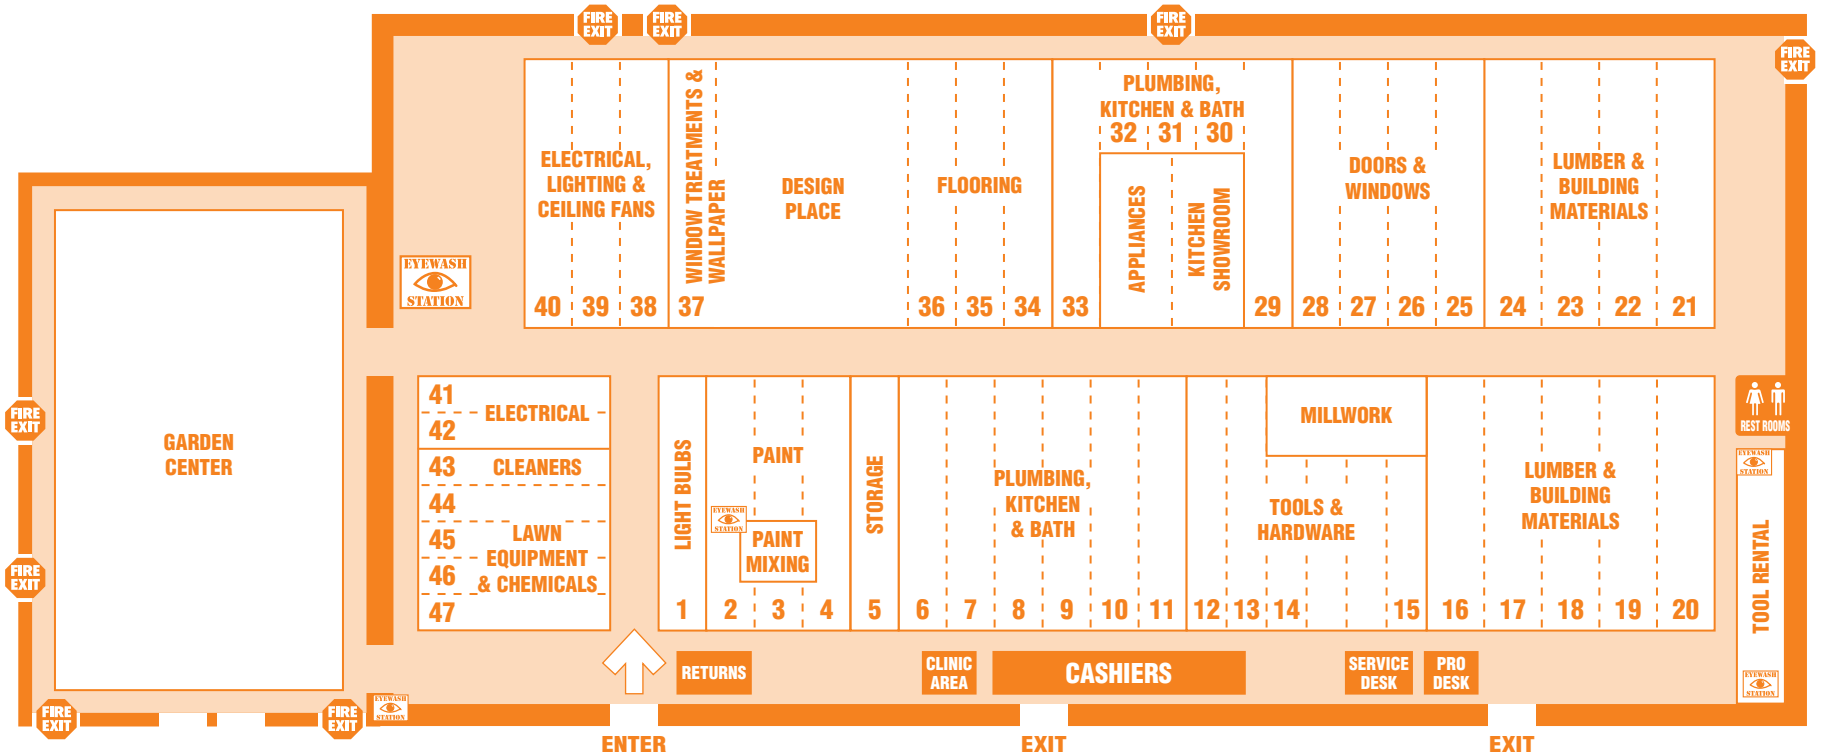 FIRE
EXIT
FIRE
EXIT
FIRE
EXIT
FIRE
EXIT
ELECTRICAL,
LIGHTING &
CEILING FANS
40 39 38
WINDOW TREATMENTS &
WALLPAPER
37
DESIGN
PLACE
FLOORING
36 35 34
33
PLUMBING,
KITCHEN & BATH
32 31 30
APPLIANCES
KITCHEN
SHOWROOM
29
DOORS &
WINDOWS
28 27 26 25
LUMBER &
BUILDING
MATERIALS
24 23 22 21
EYEWASH
STATION
FIRE
EXIT
FIRE
EXIT
GARDEN
CENTER
41
ELECTRICAL
42
43 CLEANERS
44
45
46
47
LAWN
EQUIPMENT
& CHEMICALS
LIGHT BULBS
1
PAINT
EYEWASH
STATION
PAINT
MIXING
2 3 4
STORAGE
5
PLUMBING,
KITCHEN
& BATH
6 7 8 9 10 11
MILLWORK
TOOLS &
HARDWARE
12 13 14 15
LUMBER &
BUILDING
MATERIALS
16 17 18 19 20
REST ROOMS
EYEWASH
STATION
TOOL RENTAL
EYEWASH
STATION
RETURNS
CLINIC
AREA
CASHIERS
SERVICE
DESK
PRO
DESK
FIRE
EXIT
FIRE
EXIT
EYEWASH
STATION
ENTER
EXIT
EXIT